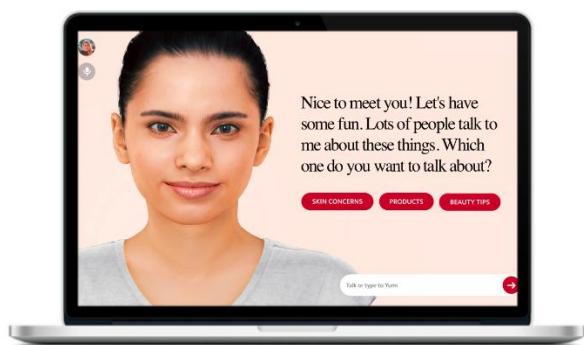 Nice to meet you! Let's have
some fun. Lots of people talk to
me about these things. Which
one do you want to talk about?
SKIN CONCERNS
PRODUCTS
BEAUTY TIPS
Talk or type to Yumi